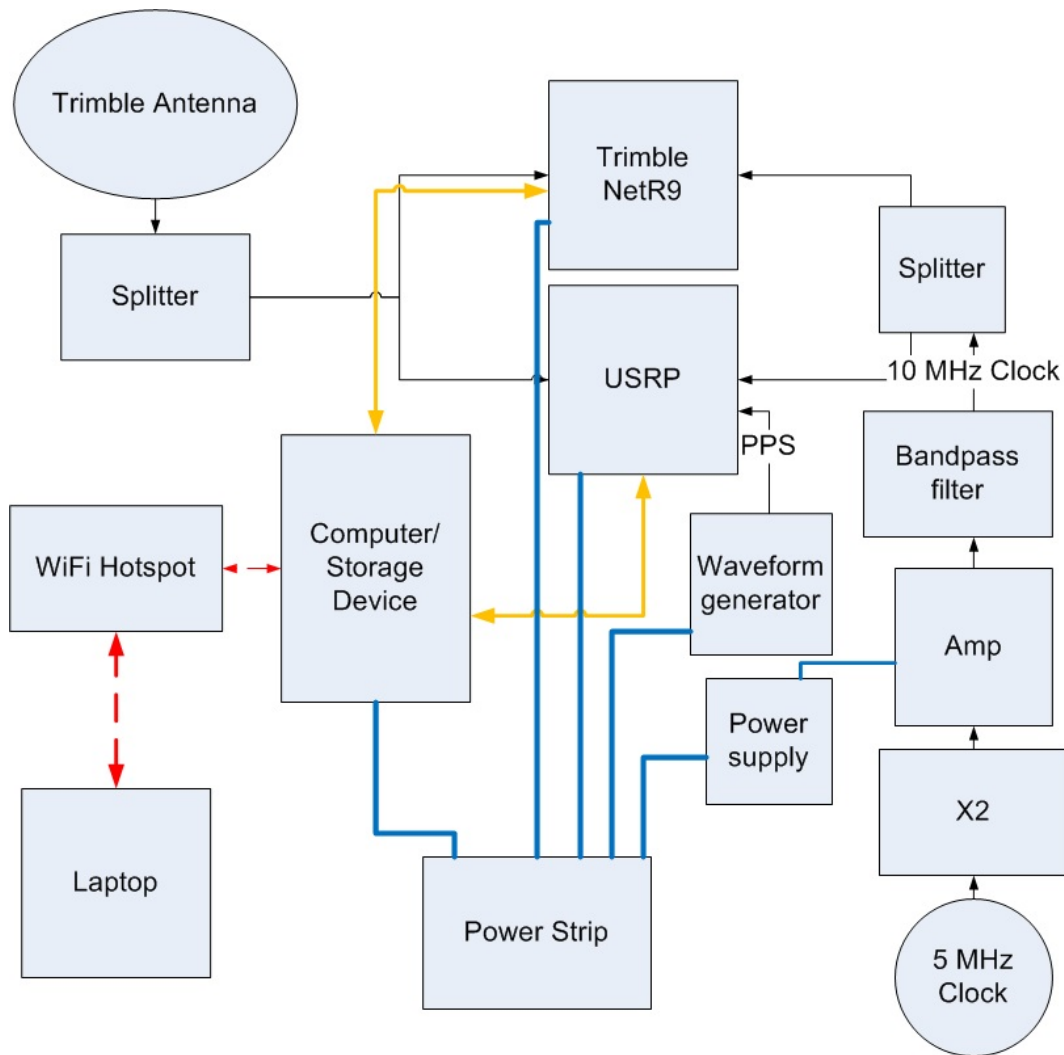 Trimble Antenna
Trimble
NetR9
Splitter
Splitter
USRP
10 MHz Clock
PPS
Bandpass
filter
Computer/
Storage
Device
WiFi Hotspot
Waveform
generator
Amp
Power
supply
X2
Laptop
Power Strip
5 MHz
Clock